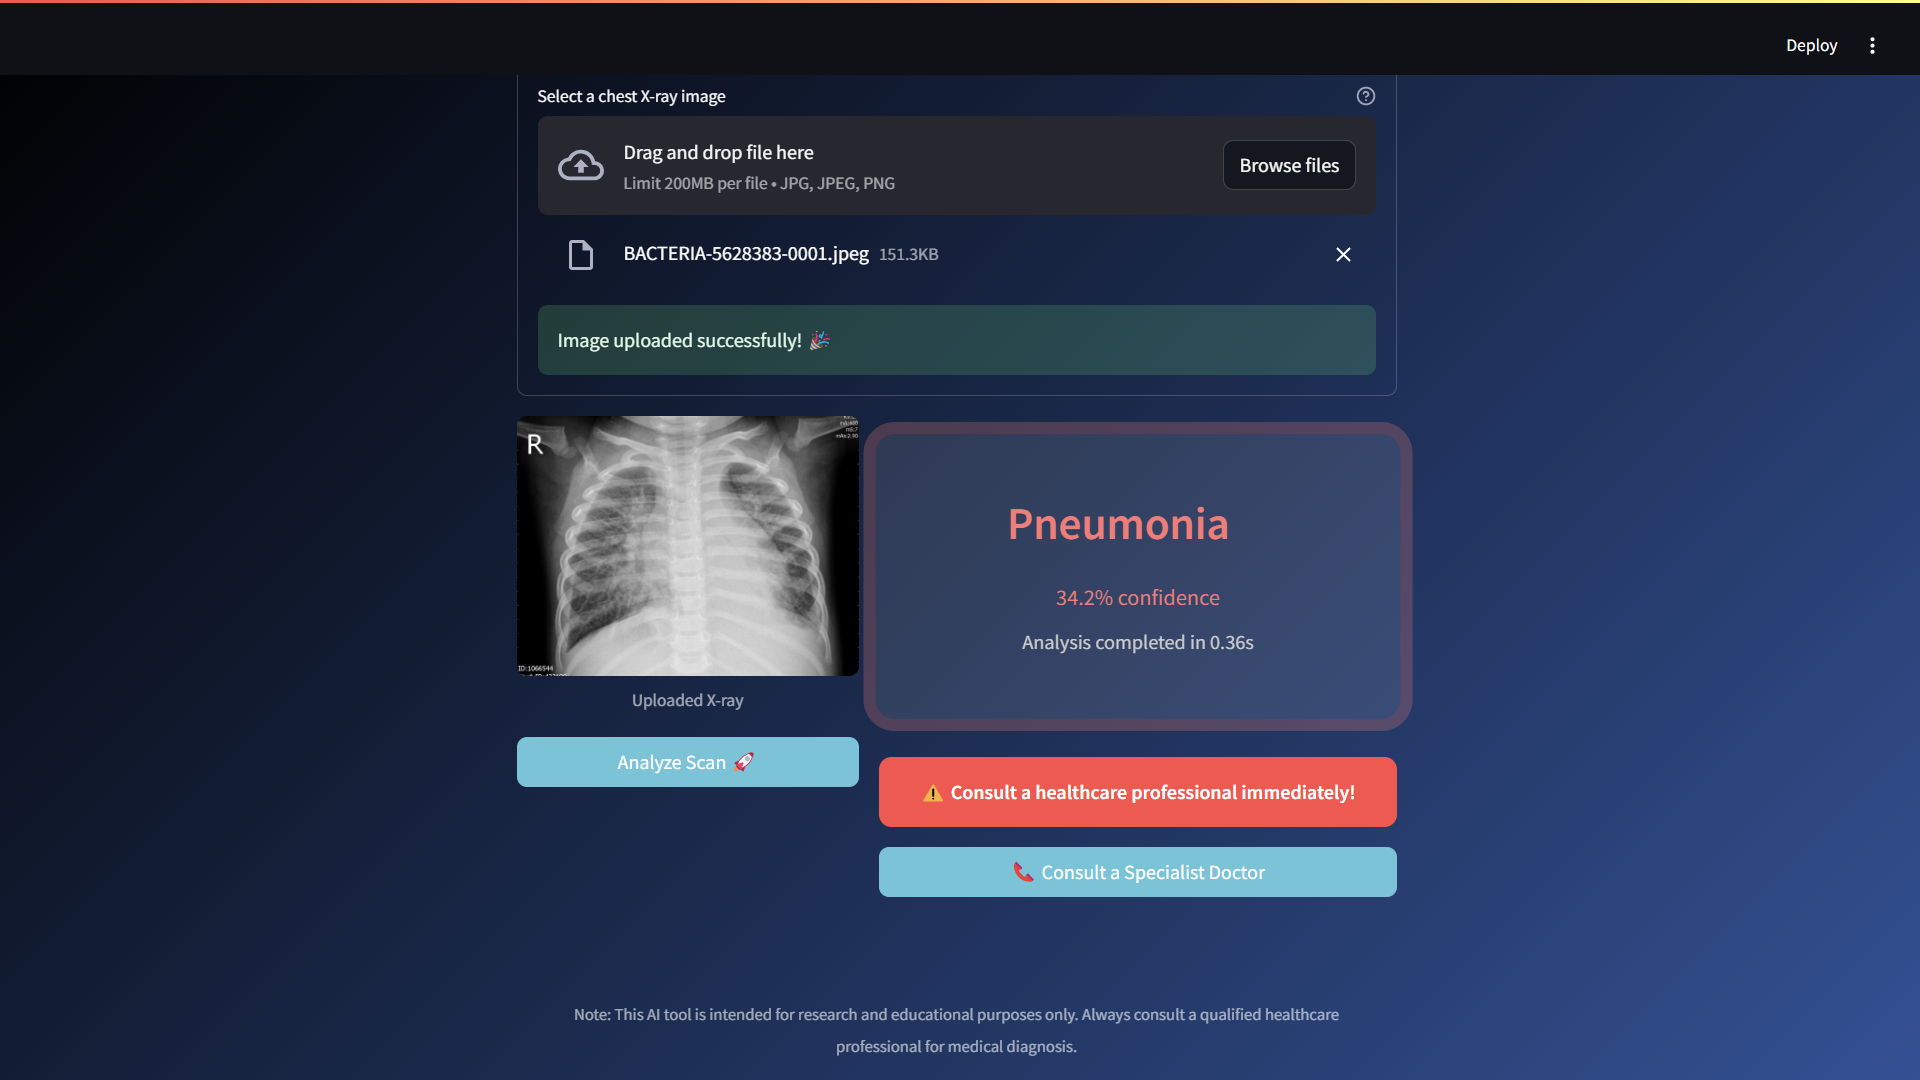 Deploy
Select a chest X-ray image
Drag and drop file here
Limit 200MB per file • JPG, JPEG, PNG
Browse files
BACTERIA-5628383-0001.jpeg 151.3KB
Image uploaded successfully! 🎉
R
ID:1066544
Uploaded X-ray
Analyze Scan 🚀
Pneumonia
34.2% confidence
Analysis completed in 0.36s
⚠️ Consult a healthcare professional immediately!
📞 Consult a Specialist Doctor
Note: This AI tool is intended for research and educational purposes only. Always consult a qualified healthcare
professional for medical diagnosis.